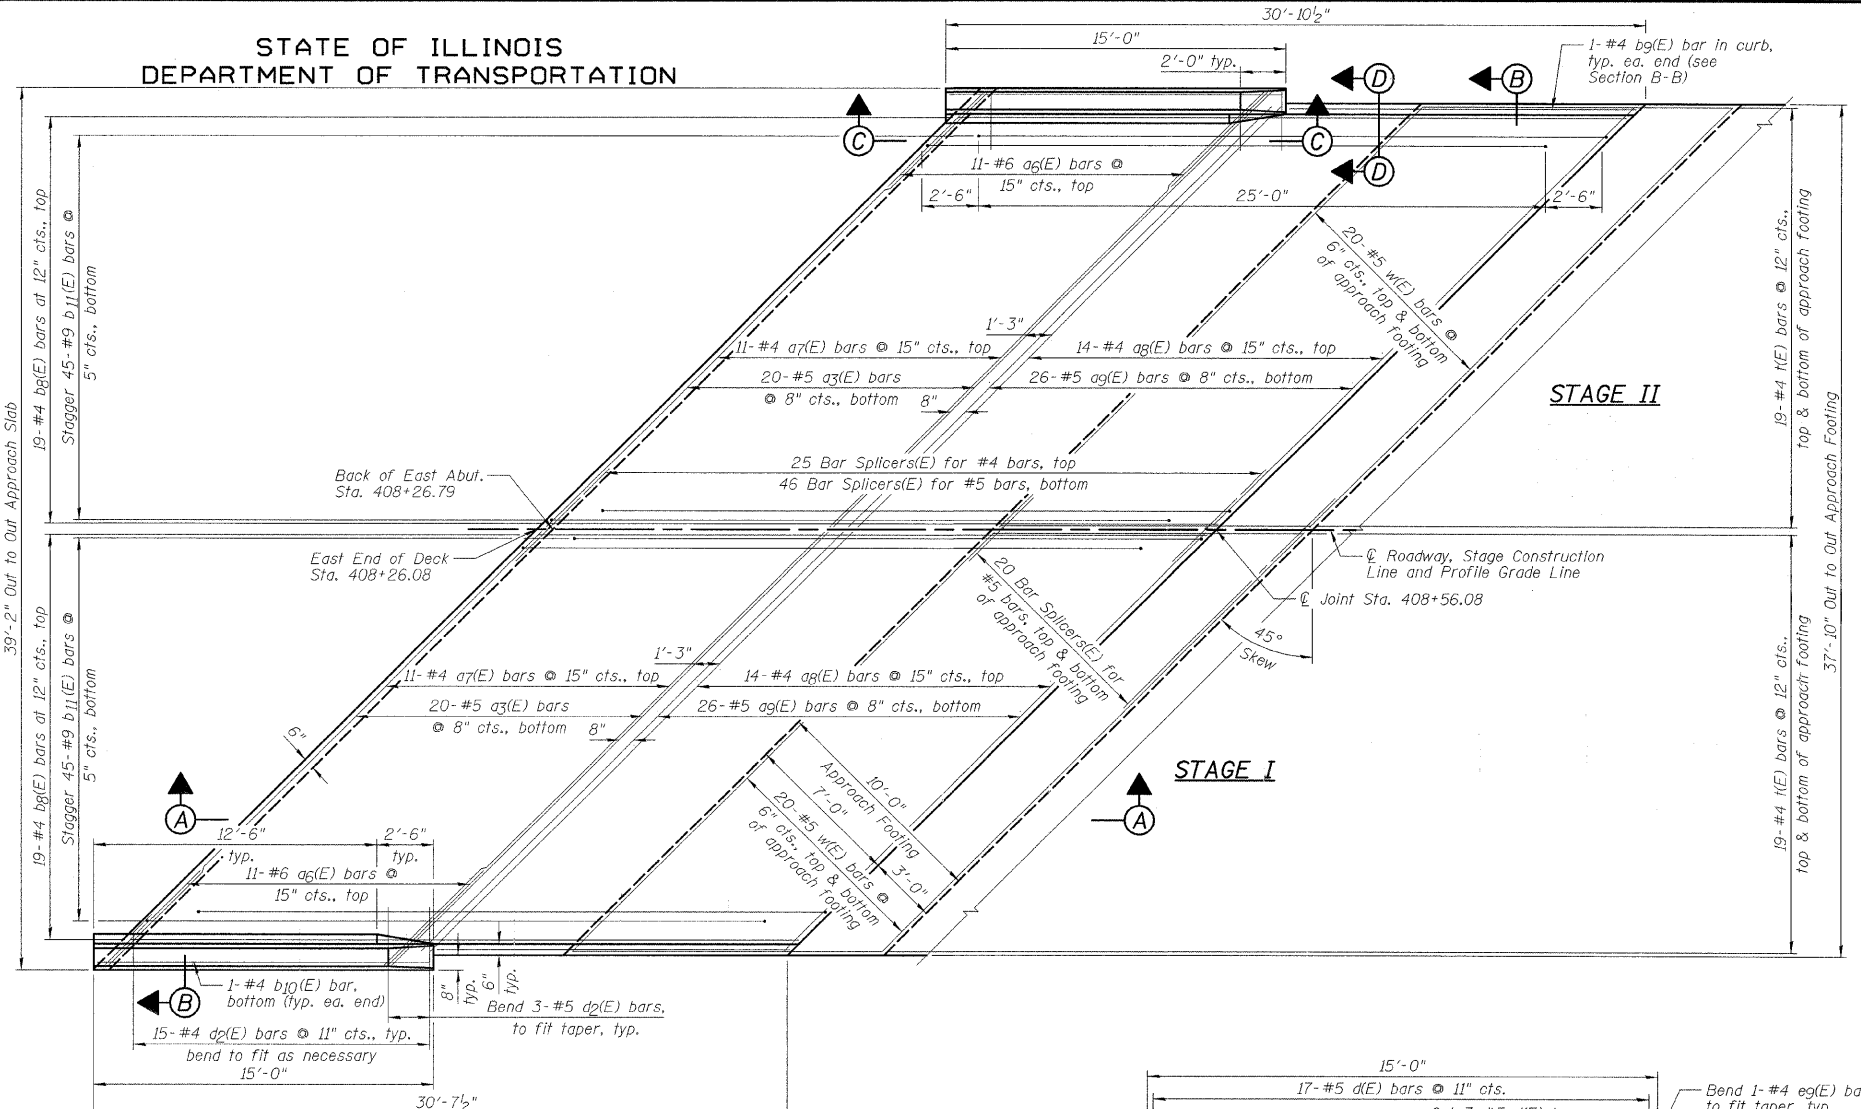 STATE OF ILLINOIS
DEPARTMENT OF TRANSPORTATION
30'-10½"
15'-0"
2'-0" typ.
1-#4 b9(E) bar in curb,
typ. ea. end (see
Section B-B)
D
B
C
C
D
11-#6 a6(E) bars @
15" cts., top
2'-6"
25'-0"
2'-6"
39'-2" Out to Out Approach Slab
19-#4 b8(E) bars at 12" cts., top
Stagger 45-#9 b11(E) bars @
5" cts., bottom
20-#5 w(E) bars @
6" cts., top & bottom
of approach
footing
19-#4 t(E) bars @ 12" cts.,
top & bottom of approach footing
37'-10" Out to Out Approach Footing
1'-3"
11-#4 a7(E) bars @ 15" cts., top
14-#4 a8(E) bars @ 15" cts., top
20-#5 a3(E) bars
@ 8" cts., bottom
8"
26-#5 a9(E) bars @ 8" cts., bottom
STAGE II
25 Bar Splicers(E) for #4 bars, top
46 Bar Splicers(E) for #5 bars, bottom
Back of East Abut.
Sta. 408+26.79
East End of Deck
Sta. 408+26.08
℄ Roadway, Stage Construction
Line and Profile Grade Line
℄ Joint Sta. 408+56.08
45°
Skew
20 Bar Splicers(E) for
#5 bars, top & bottom
of approach
footing
19-#4 b8(E) bars at 12" cts., top
Stagger 45-#9 b11(E) bars @
5" cts., bottom
19-#4 t(E) bars @ 12" cts.,
top & bottom of approach footing
1'-3"
11-#4 a7(E) bars @ 15" cts., top
14-#4 a8(E) bars @ 15" cts., top
20-#5 a3(E) bars
@ 8" cts., bottom
8"
26-#5 a9(E) bars @ 8" cts., bottom
6"
STAGE I
10'-0"
Approach Footing
7'-0"
3'-0"
20-#5 w(E) bars @
6" cts., top & bottom
of approach
footing
A
A
12'-6"
typ.
2'-6"
typ.
11-#6 a6(E) bars @
15" cts., top
1-#4 b10(E) bar,
bottom (typ. ea. end)
B
8"
typ.
6"
typ.
Bend 3-#5 d2(E) bars,
to fit taper, typ.
15-#4 d2(E) bars @ 11" cts., typ.
bend to fit as necessary
15'-0"
30'-7½"
15'-0"
17-#5 d(E) bars @ 11" cts.
Bend 1-#4 e9(E) ba
to fit taper, typ.